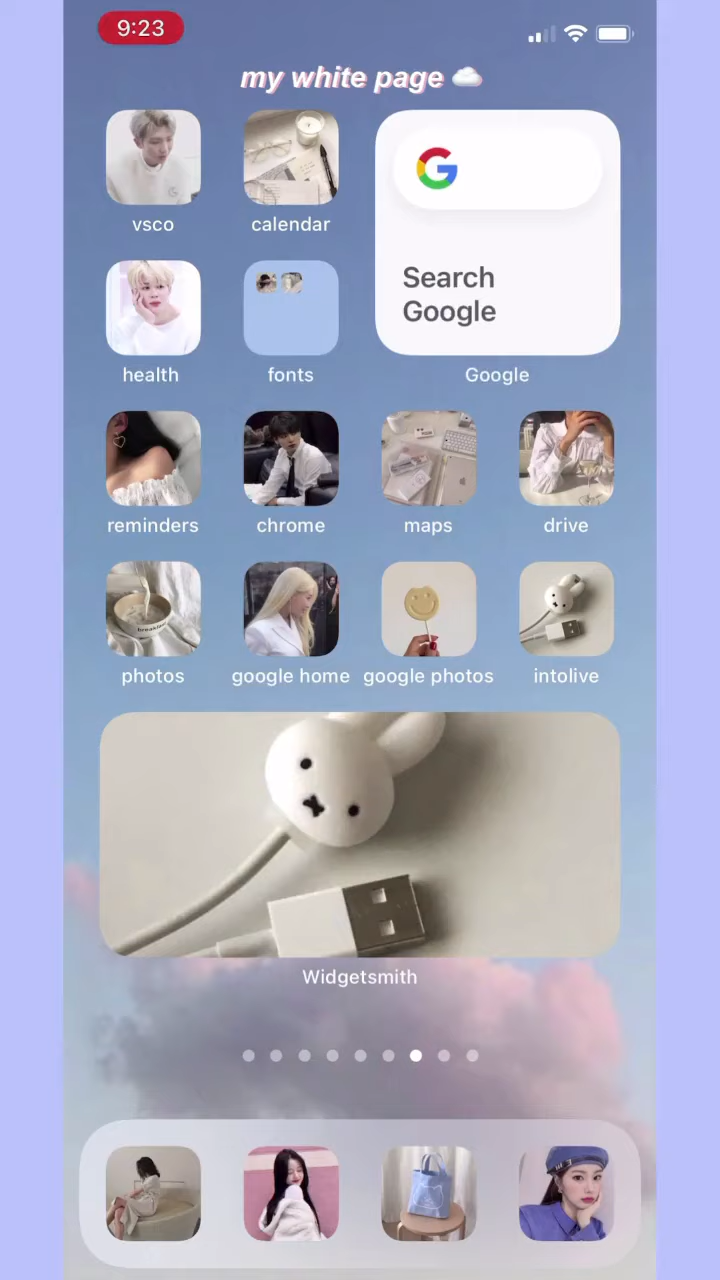 9:23
my white page
vsco
calendar
Search
Google
health
fonts
Google
reminders
chrome
maps
drive
breakfast
photos
google home
google photos
intolive
Widgetsmith